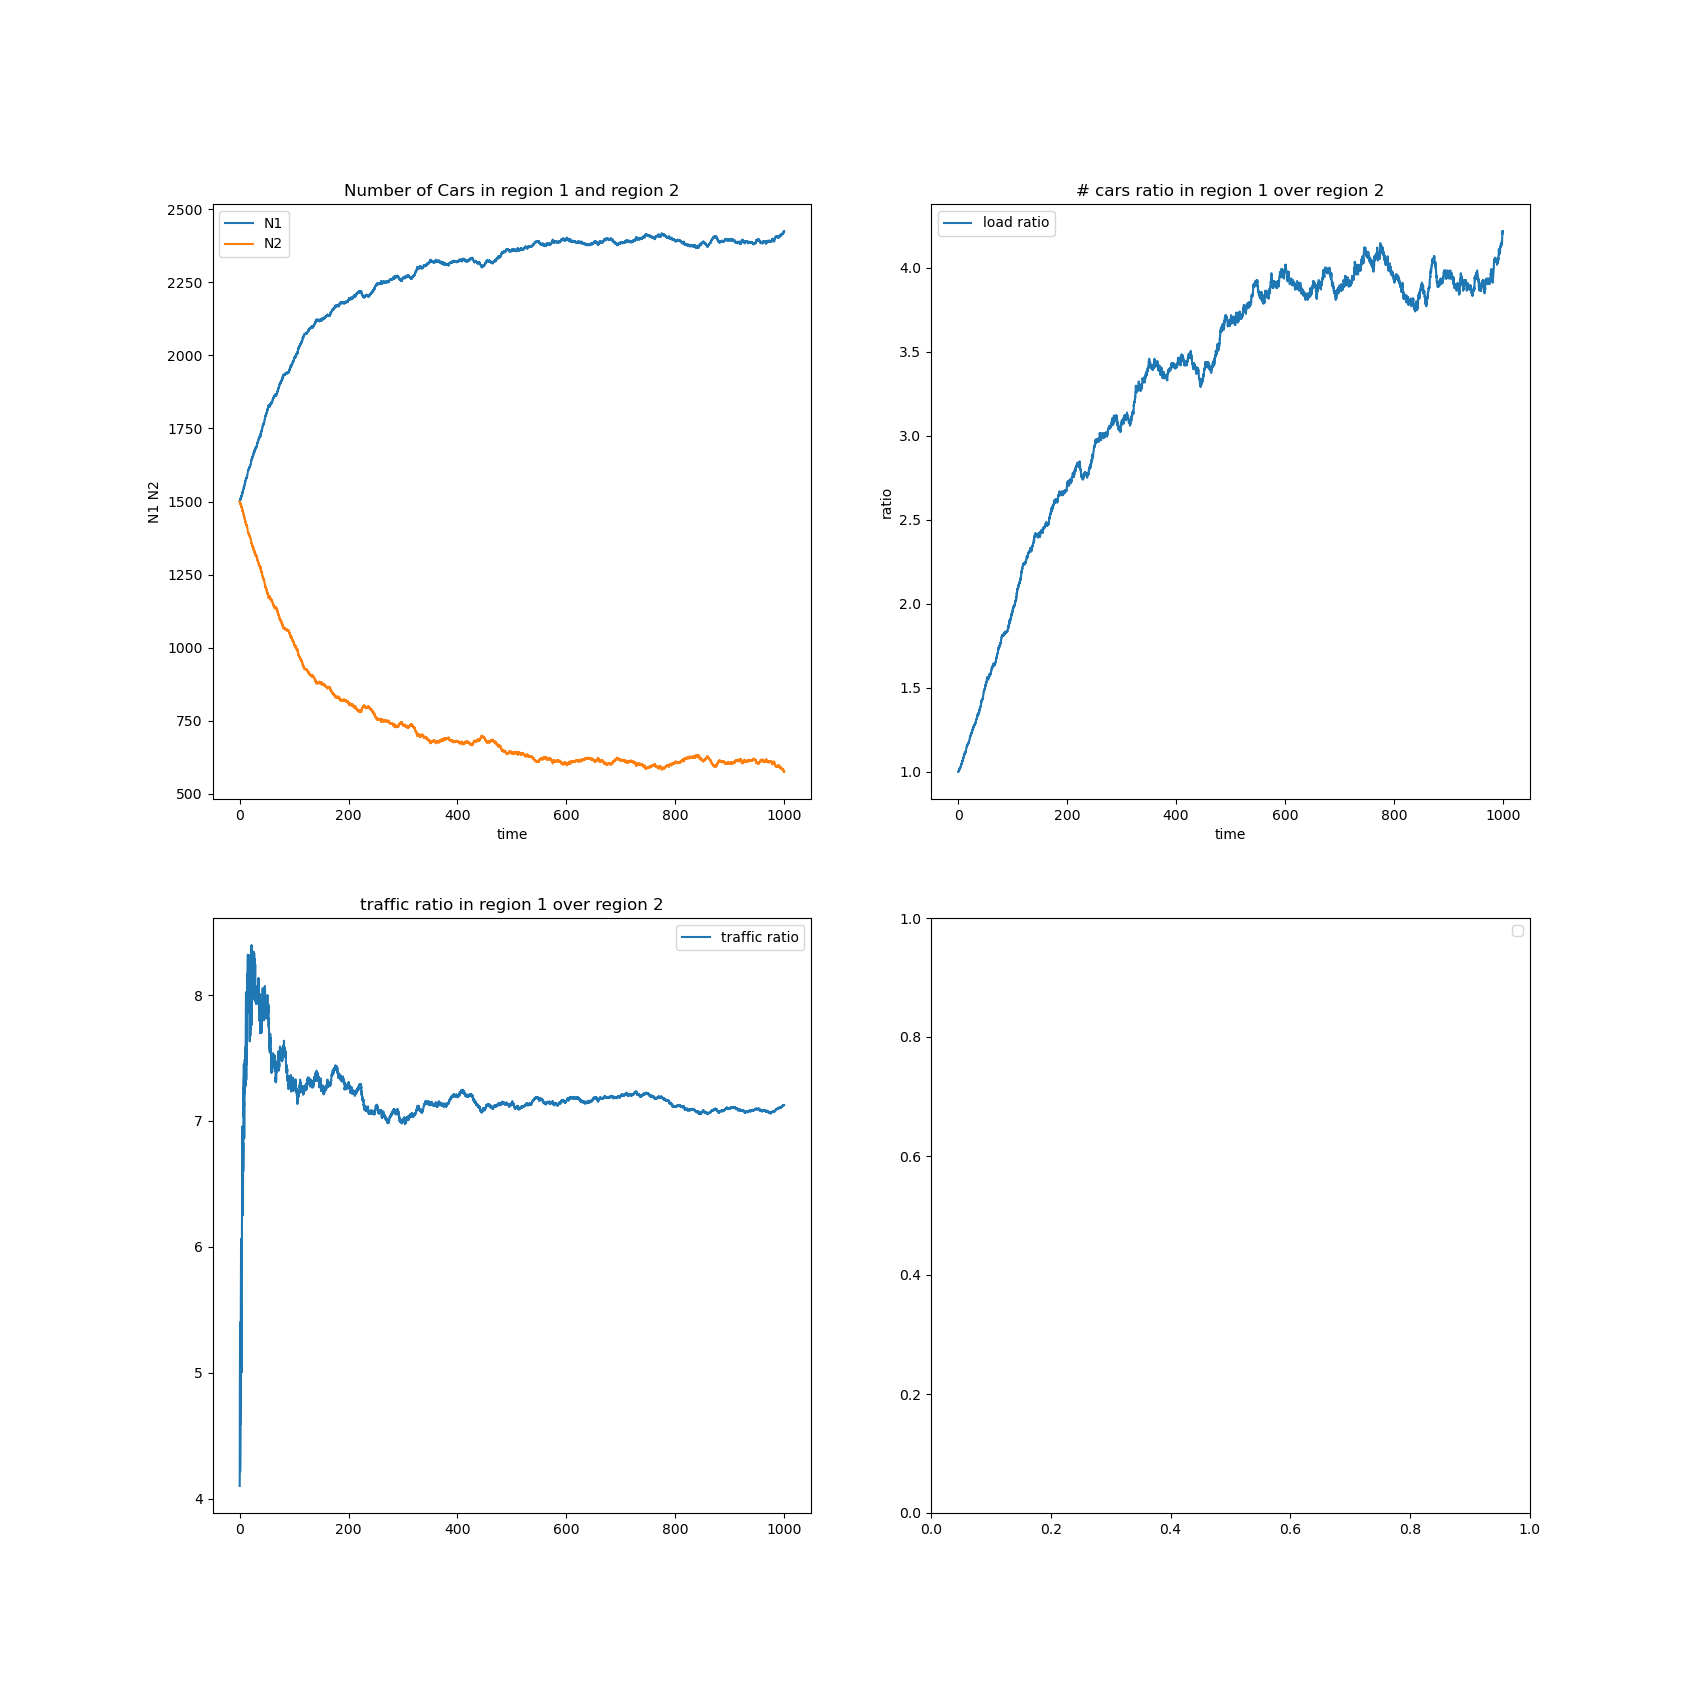 Number of Cars in region 1 and region 2
N1
N2
2500
2250
2000
1750
1500
1250
1000
750
500
N1 N2
0 200 400 600 800 1000
time
# cars ratio in region 1 over region 2
load ratio
4.0
3.5
3.0
2.5
2.0
1.5
1.0
ratio
0 200 400 600 800 1000
time
traffic ratio in region 1 over region 2
traffic ratio
8
7
6
5
4
0 200 400 600 800 1000
1.0
0.8
0.6
0.4
0.2
0.0
0.0 0.2 0.4 0.6 0.8 1.0